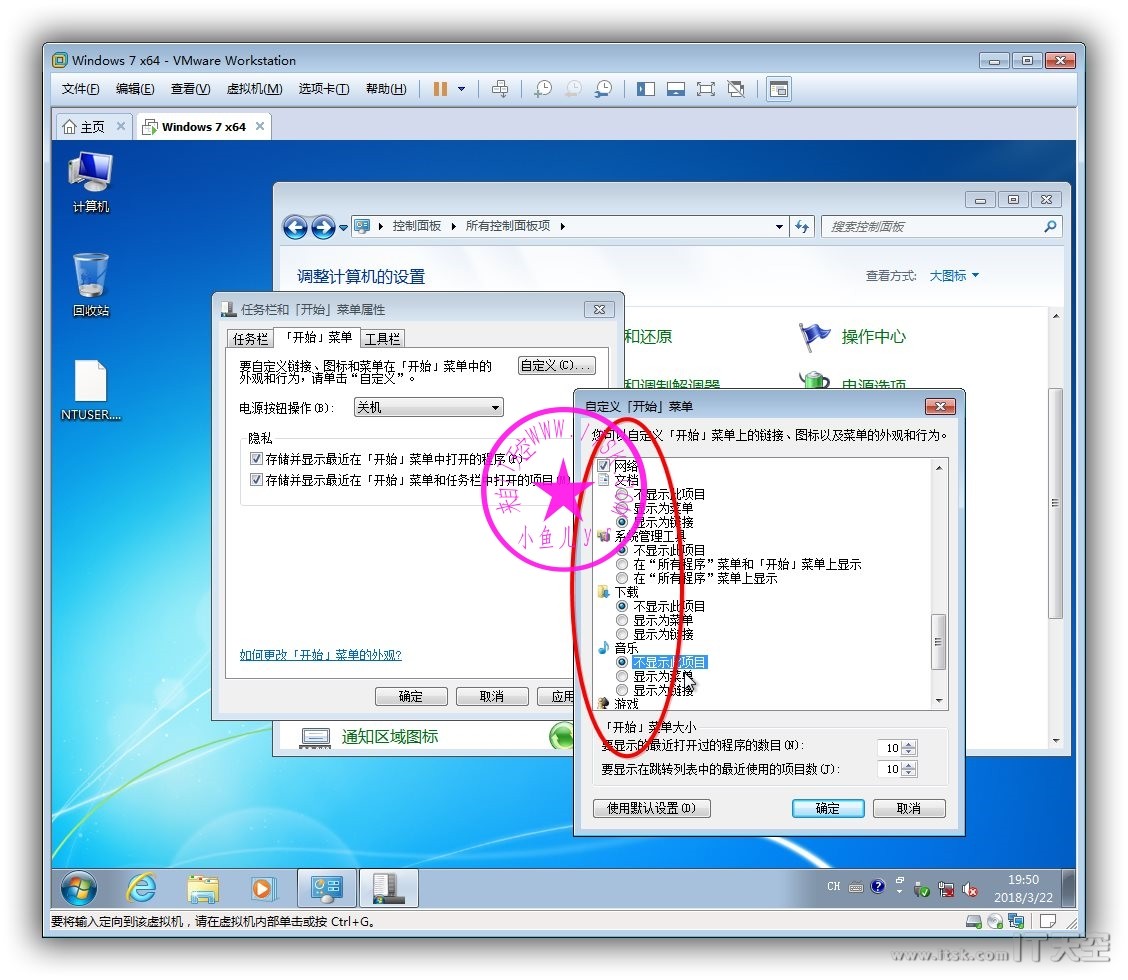 Windows 7 x64 - VMware Workstation
文件(F) 编辑(E) 查看(V) 虚拟机(M) 选项卡(T) 帮助(H)
主页 Windows 7 x64
计算机
回收站
NTUSER....
控制面板 所有控制面板项
搜索控制面板
调整计算机的设置
查看方式: 大图标
和还原
操作中心
和调制解调器
电源选项
通知区域图标
任务栏和「开始」菜单属性
任务栏 「开始」菜单 工具栏
要自定义链接、图标和菜单在「开始」菜单中的
外观和行为，请单击“自定义”。
自定义(C)...
电源按钮操作(B): 关机
隐私
存储并显示最近在「开始」菜单中打开的程序(P)
存储并显示最近在「开始」菜单和任务栏中打开的项目
如何更改「开始」菜单的外观?
确定 取消 应用
自定义「开始」菜单
您可以自定义「开始」菜单上的链接、图标以及菜单的外观和行为。
网络
文档
不显示此项目
显示为菜单
显示为链接
系统管理工具
不显示此项目
在“所有程序”菜单和「开始」菜单上显示
在“所有程序”菜单上显示
下载
不显示此项目
显示为菜单
显示为链接
音乐
不显示此项目
显示为菜单
显示为链接
游戏
「开始」菜单大小
要显示的最近打开过的程序的数目(N): 10
要显示在跳转列表中的最近使用的项目数(J): 10
使用默认设置(D) 确定 取消
小鱼儿yr
CH
19:50
2018/3/22
要将输入定向到该虚拟机，请在虚拟机内部单击或按 Ctrl+G。
www.itsk.com IT天空